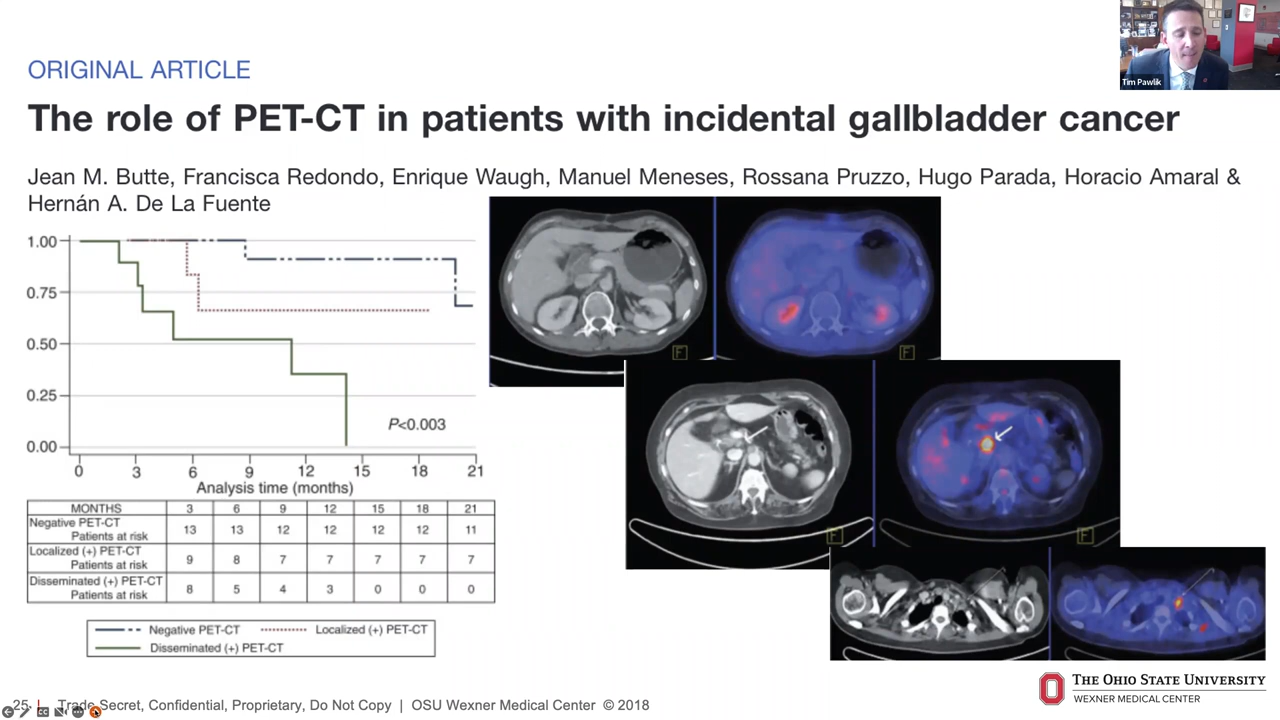 Tim Pawlik
ORIGINAL ARTICLE
The role of PET-CT in patients with incidental gallbladder cancer
Jean M. Butte, Francisca Redondo, Enrique Waugh, Manuel Meneses, Rossana Pruzzo, Hugo Parada, Horacio Amaral &
Hernán A. De La Fuente
1.00
0.75
0.50
0.25
0.00
P<0.003
0 3 6 9 12 15 18 21
Analysis time (months)
MONTHS 3 6 9 12 15 18 21
Negative PET-CT
Patients at risk 13 13 12 12 12 12 11
Localized (+) PET-CT
Patients at risk 9 8 7 7 7 7 7
Disseminated (+) PET-CT
Patients at risk 8 5 4 3 0 0 0
Negative PET-CT Localized (+) PET-CT
Disseminated (+) PET-CT
F
F
F
F
THE OHIO STATE UNIVERSITY
WEXNER MEDICAL CENTER
25 | Trade Secret, Confidential, Proprietary, Do Not Copy | OSU Wexner Medical Center © 2018